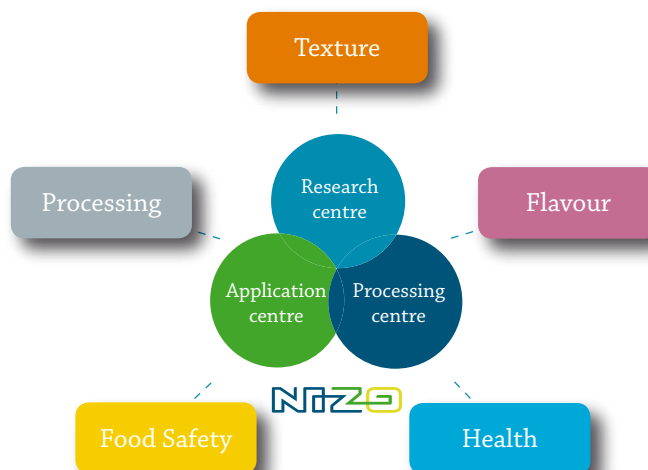 Texture
Processing
Research
centre
Flavour
Application
centre
Processing
centre
NIZO
Food Safety
Health